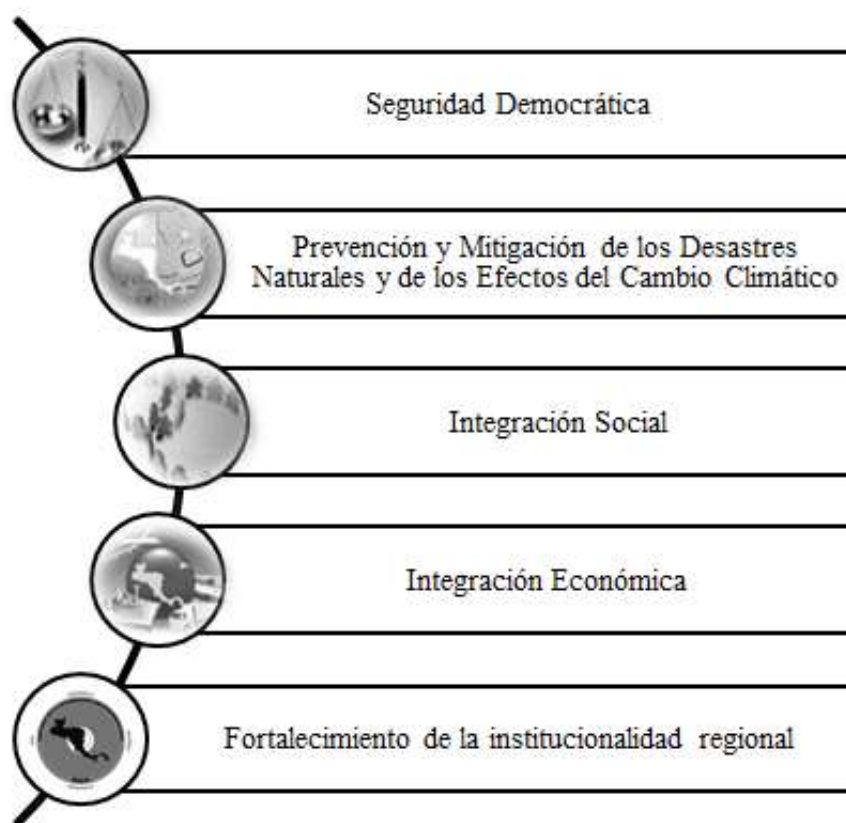 Seguridad Democrática
Prevención y Mitigación de los Desastres
Naturales y de los Efectos del Cambio Climático
Integración Social
Integración Económica
Fortalecimiento de la institucionalidad regional